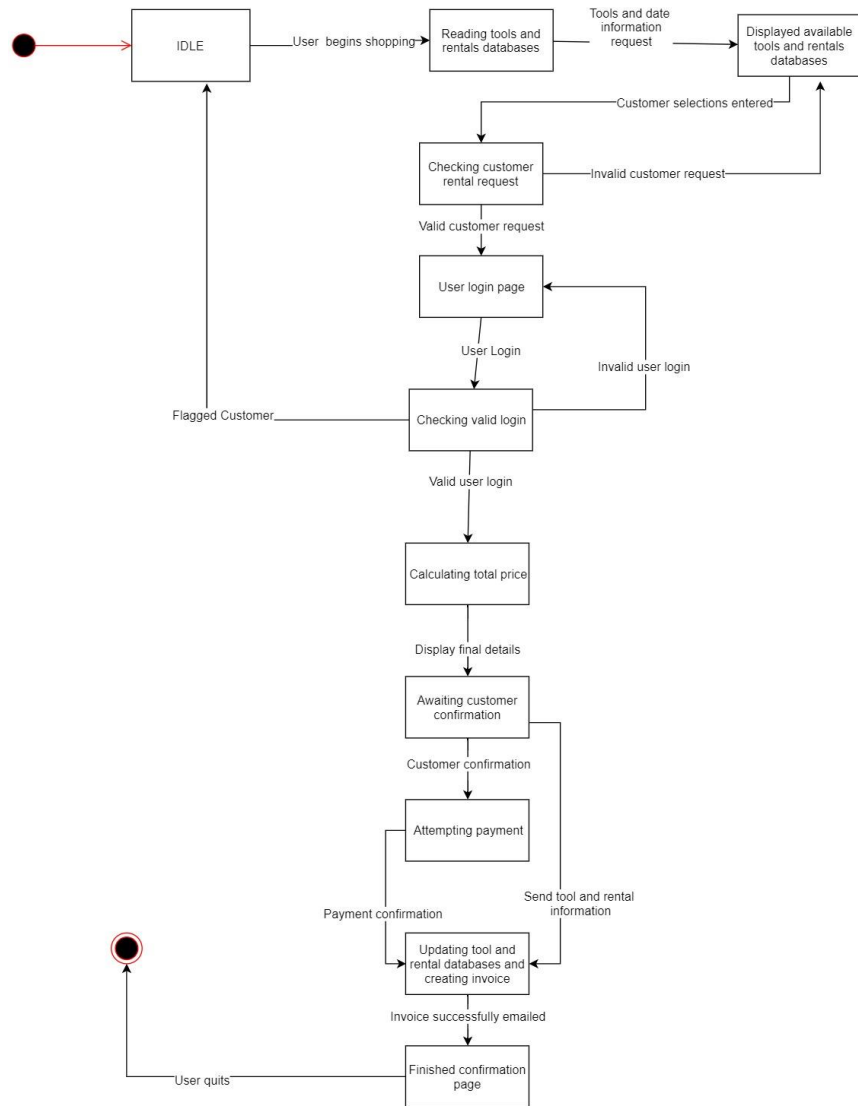 IDLE
User  begins shopping
Reading tools and
rentals databases
Tools and date
information
request
Displayed available
tools and rentals
databases
Customer selections entered
Checking customer
rental request
Invalid customer request
Valid customer request
User login page
User Login
Invalid user login
Flagged Customer
Checking valid login
Valid user login
Calculating total price
Display final details
Awaiting customer
confirmation
Customer confirmation
Attempting payment
Send tool and rental
information
Payment confirmation
Updating tool and
rental databases and
creating invoice
Invoice successfully emailed
Finished confirmation
page
User quits